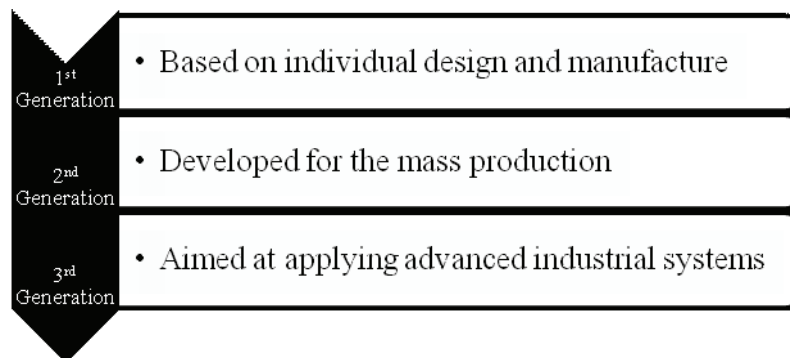 1st
Generation
• Based on individual design and manufacture
2nd
Generation
• Developed for the mass production
3rd
Generation
• Aimed at applying advanced industrial systems